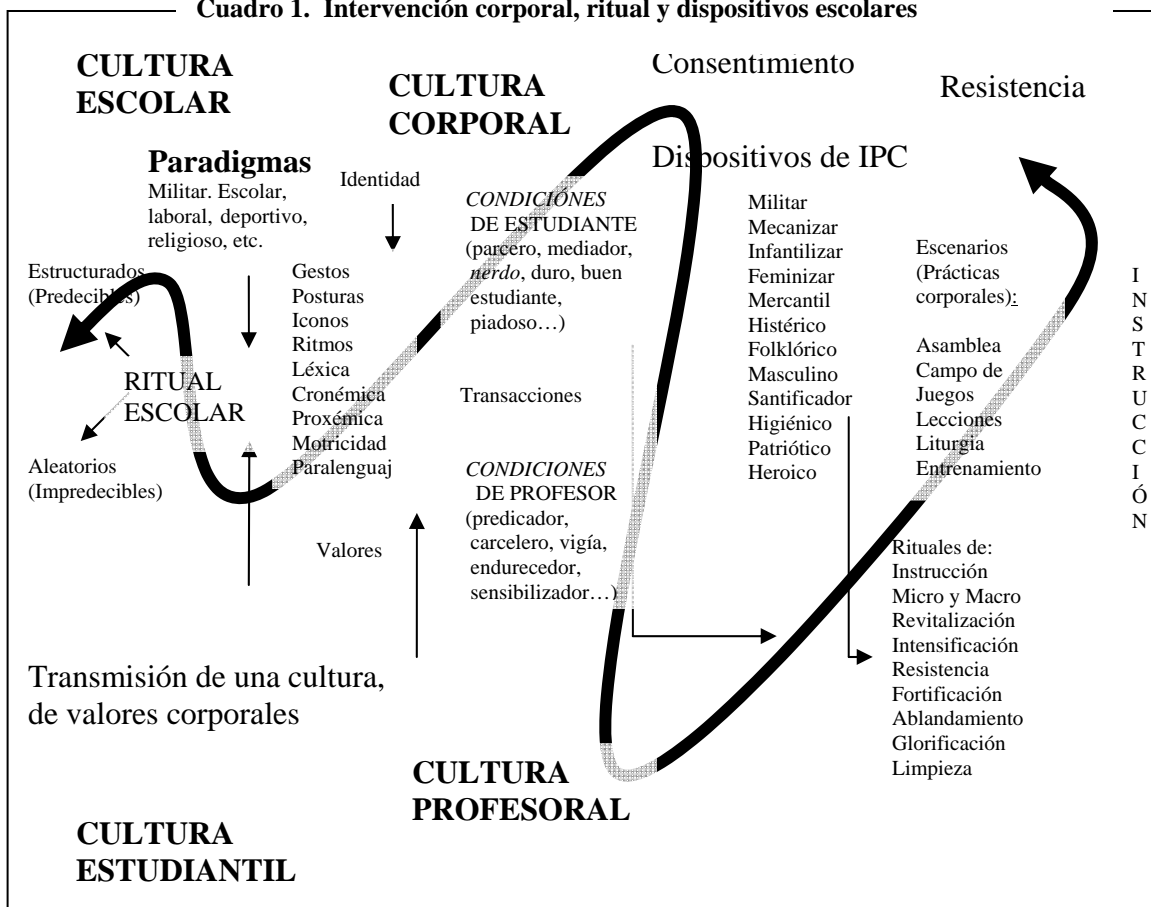 Cuadro 1. Intervención corporal, ritual y dispositivos escolares
CULTURA
ESCOLAR
CULTURA
CORPORAL
Consentimiento
Resistencia
Paradigmas
Militar. Escolar,
laboral, deportivo,
religioso, etc.
Identidad
Dispositivos de IPC
Estructurados
(Predecibles)
RITUAL
ESCOLAR
Aleatorios
(Impredecibles)
Gestos
Posturas
Iconos
Ritmos
Léxica
Cronémica
Proxémica
Motricidad
Paralenguaj
Valores
CONDICIÓNES
DE ESTUDIANTE
(parcero, mediador,
nerdo, duro, buen
estudiante,
piadoso…)
Transacciones
CONDICIONES
DE PROFESOR
(predicador,
carcelero, vigía,
endurecedor,
sensibilizador…)
Militar
Mecanizar
Infantilizar
Feminizar
Mercantil
Histérico
Folklórico
Masculino
Santificador
Higiénico
Patriótico
Heroico
Escenarios
(Prácticas
corporales):
Asamblea
Campo de
Juegos
Lecciones
Liturgia
Entrenamiento
Rituales de:
Instrucción
Micro y Macro
Revitalización
Intensificación
Resistencia
Fortificación
Ablandamiento
Glorificación
Limpieza
I
N
S
T
R
U
C
C
I
Ó
N
Transmisión de una cultura,
de valores corporales
CULTURA
PROFESORAL
CULTURA
ESTUDIANTIL